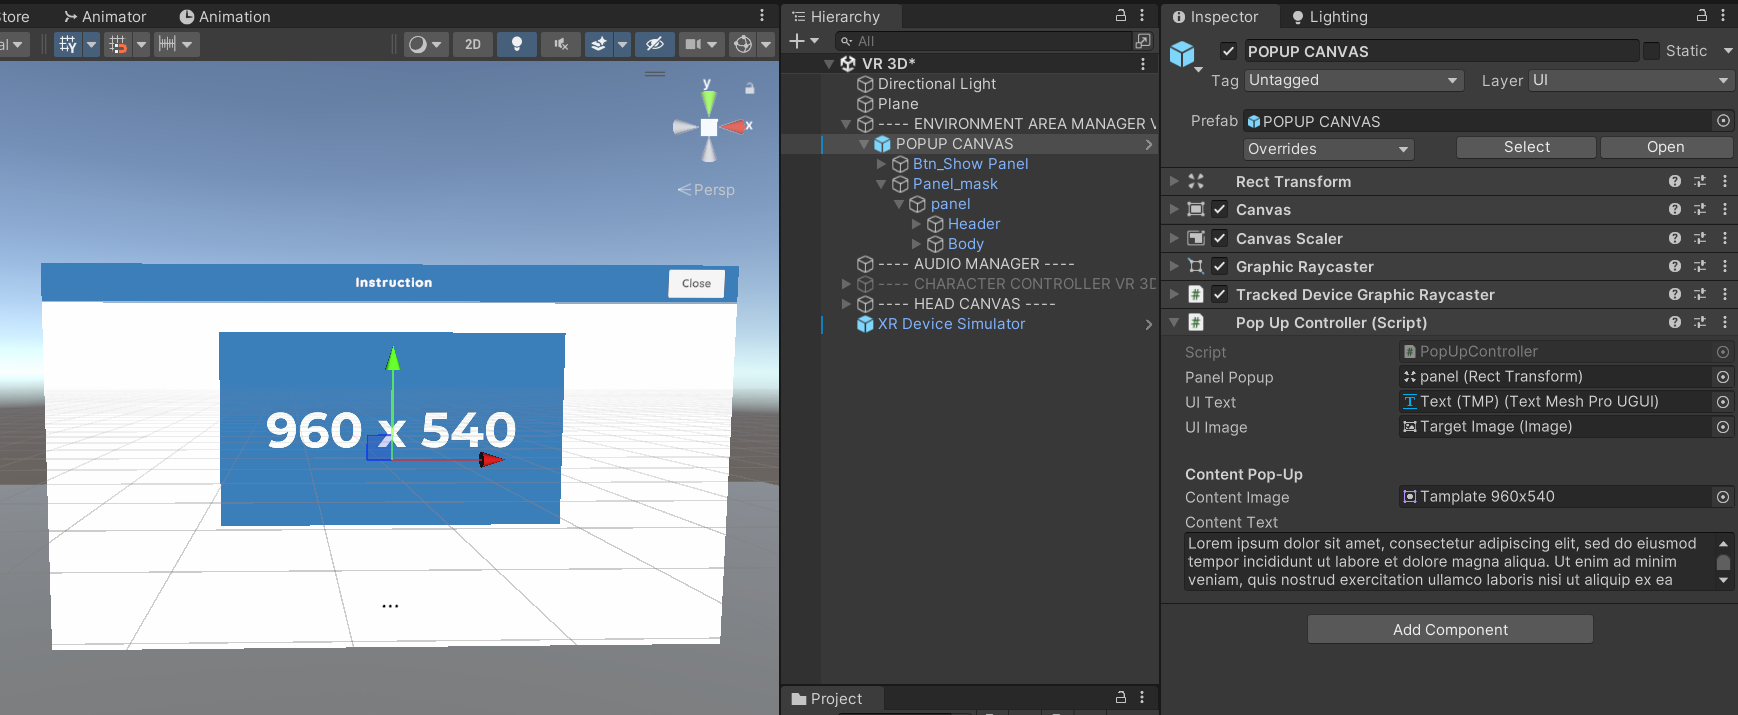 Store
Animator
Animation
al
2D
y
x
Persp
Instruction
Close
960 x 540
...
Hierarchy
All
VR 3D*
Directional Light
Plane
---- ENVIRONMENT AREA MANAGER V
POPUP CANVAS
Btn_Show Panel
Panel_mask
panel
Header
Body
---- AUDIO MANAGER ----
---- CHARACTER CONTROLLER VR 3D
---- HEAD CANVAS ----
XR Device Simulator
Project
Inspector
Lighting
POPUP CANVAS
Static
Tag Untagged
Layer UI
Prefab POPUP CANVAS
Overrides
Select
Open
Rect Transform
Canvas
Canvas Scaler
Graphic Raycaster
Tracked Device Graphic Raycaster
# Pop Up Controller (Script)
Script PopUpController
Panel Popup panel (Rect Transform)
UI Text Text (TMP) (Text Mesh Pro UGUI)
UI Image Target Image (Image)
Content Pop-Up
Content Image Tamplate 960x540
Content Text
Lorem ipsum dolor sit amet, consectetur adipiscing elit, sed do eiusmod
tempor incididunt ut labore et dolore magna aliqua. Ut enim ad minim
veniam, quis nostrud exercitation ullamco laboris nisi ut aliquip ex ea
Add Component